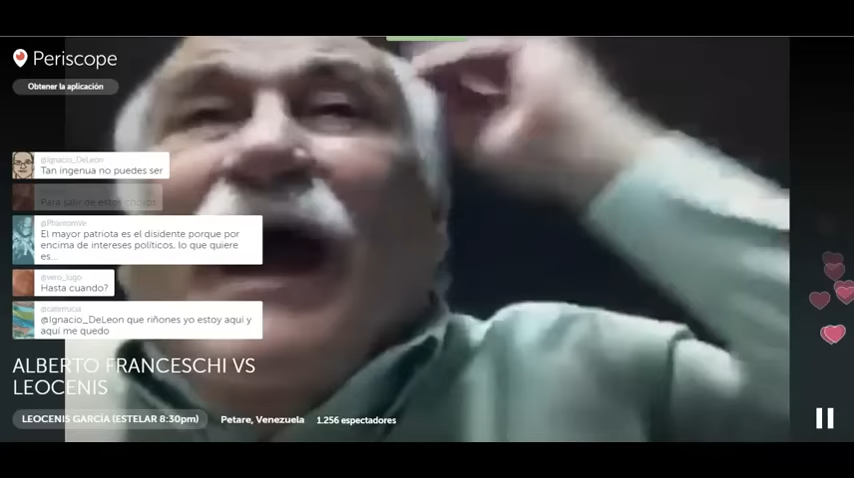 Periscope
Obtener la aplicación
@Ignacio_DeLeon
Tan ingenua no puedes ser
Para salir de estos chivos
El mayor patriota es el disidente porque por
encima de intereses políticos, lo que quiere
es...
@vero_lugo
Hasta cuando?
@Ignacio_DeLeon que riñones yo estoy aquí y
aquí me quedo
ALBERTO FRANCESCHI VS
LEOCENIS
LEOCENIS GARCÍA (ESTELAR 8:30pm) Petare, Venezuela 1.256 espectadores